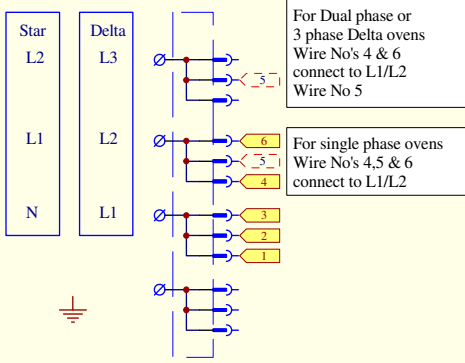 Star
L2
L1
N
Delta
L3
L2
L1
5
6
5
4
3
2
1
For Dual phase or
3 phase Delta ovens
Wire No's 4 & 6
connect to L1/L2
Wire No 5
For single phase ovens
Wire No's 4,5 & 6
connect to L1/L2